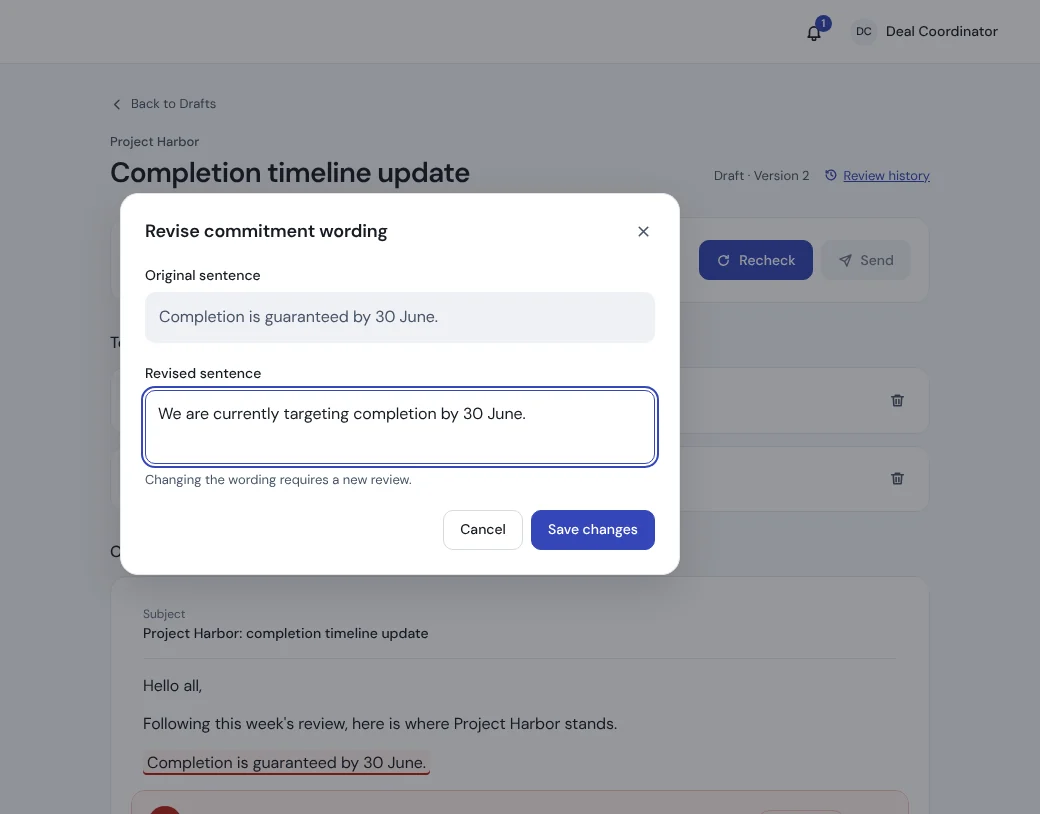 1
DC Deal Coordinator
Back to Drafts
Project Harbor
Completion timeline update
Draft · Version 2 Review history
Revise commitment wording
Original sentence
Completion is guaranteed by 30 June.
Revised sentence
We are currently targeting completion by 30 June.
Changing the wording requires a new review.
Cancel Save changes
Recheck Send
Subject
Project Harbor: completion timeline update
Hello all,
Following this week's review, here is where Project Harbor stands.
Completion is guaranteed by 30 June.